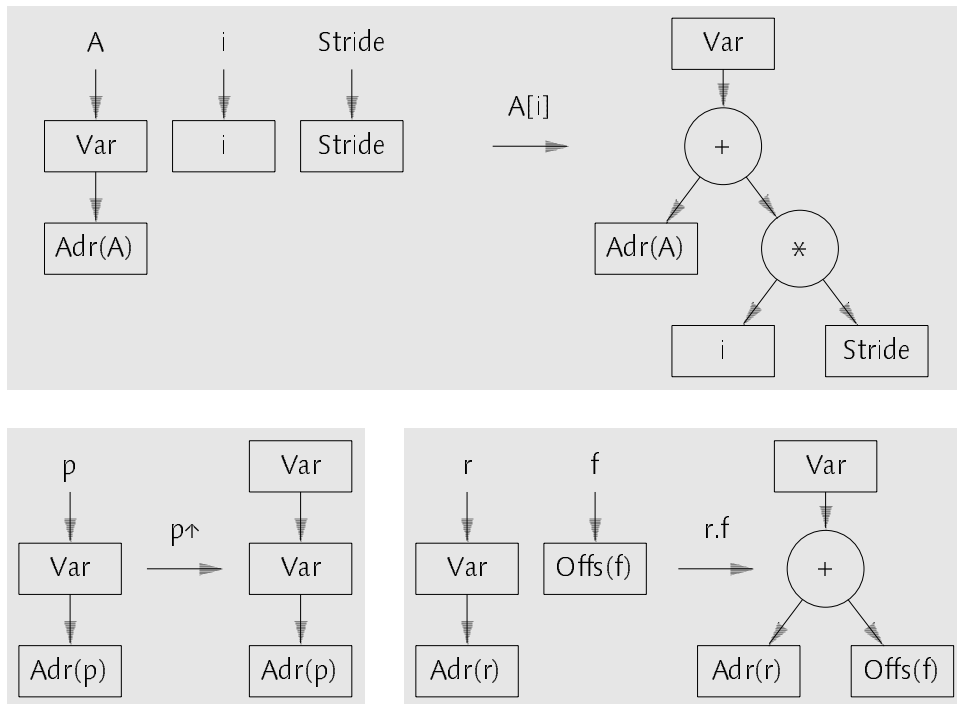 A i Stride Var
A[i]
Var i Stride +
Adr(A) Adr(A) *
i Stride
p Var
p↑
Var Var
Adr(p) Adr(p)
r f Var
r.f
Var Offs(f) +
Adr(r) Adr(r) Offs(f)